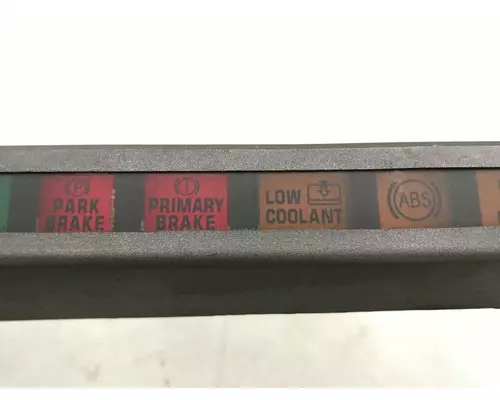 P
PARK
BRAKE
!
PRIMARY
BRAKE
LOW
COOLANT
ABS